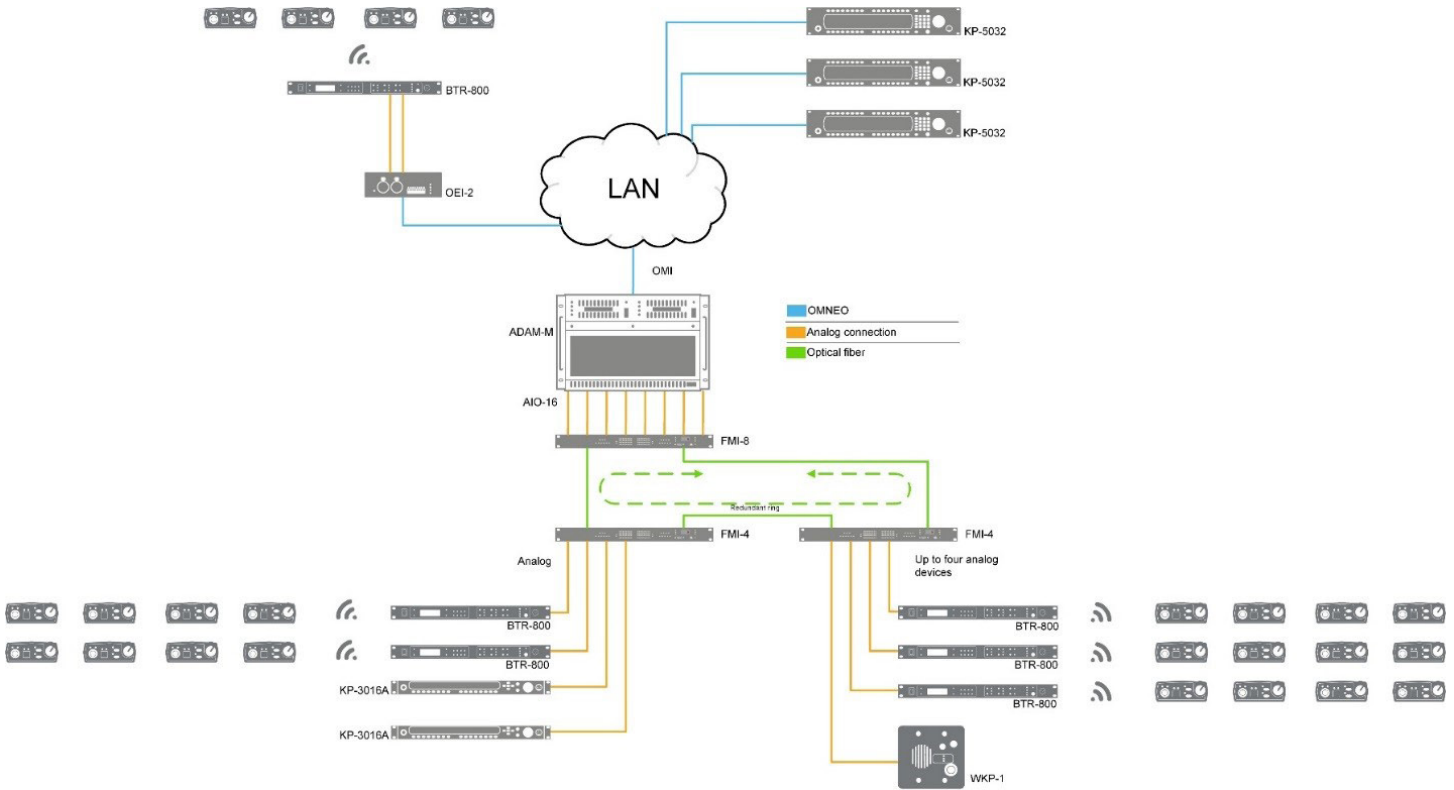 KP-5032
KP-5032
BTR-800
KP-5032
LAN
OEI-2
OMI
OMNEO
ADAM-M
Analog connection
Optical fiber
AIO-16
FMI-8
Redundant ring
FMI-4
FMI-4
Analog
Up to four analog
devices
BTR-800
BTR-800
BTR-800
BTR-800
KP-3016A
BTR-800
KP-3016A
WKP-1